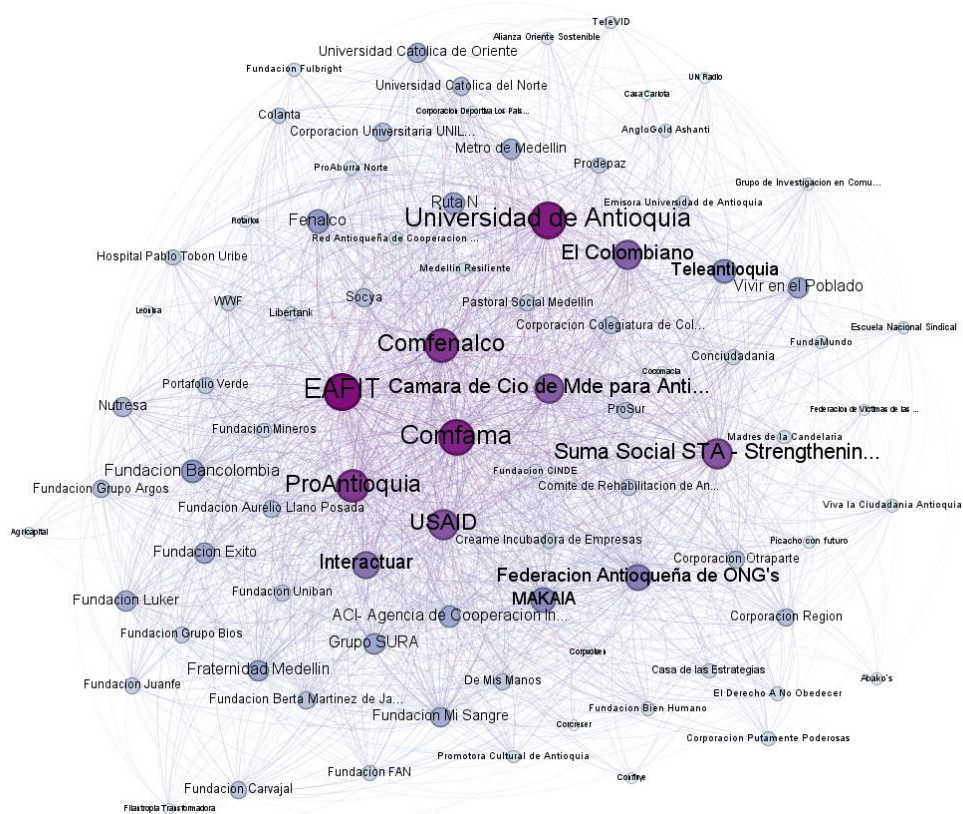 TeleVID
Alianza Oriente Sostenible
Universidad Catolica de Oriente
Fundacion Fulbright
UN Radio
Universidad Catolica del Norte
Casa Carlota
Corporacion Deportiva Los Pais...
Colanta
Corporacion Universitaria UNIL...
AngloGold Ashanti
Metro de Medellin
ProAburra Norte
Prodepaz
Grupo de Investigacion en Comu...
Ruta N
Emisora Universidad de Antioquia
Rotarios
Fenalco
Universidad de Antioquia
Red Antioqueña de Cooperacion ...
Hospital Pablo Tobon Uribe
El Colombiano
Medellin Resiliente
Teleantioquia
Vivir en el Poblado
WWF
Socya
Pastoral Social Medellin
Leonisa
Libertank
Corporacion Colegiatura de Col...
Escuela Nacional Sindical
FundaMundo
Comfenalco
Conciudadania
Cocomacia
Portafolio Verde
EAFIT
Camara de Cio de Mde para Anti...
Nutresa
ProSur
Federacion de Victimas de las ...
Fundacion Mineros
Comfama
Madres de la Candelaria
Suma Social STA - Strengthenin...
Fundacion Bancolombia
Fundacion CINDE
Fundacion Grupo Argos
ProAntioquia
Comite de Rehabilitacion de An...
Fundacion Aurelio Llano Posada
Viva la Ciudadania Antioquia
USAID
Agricapital
Creame Incubadora de Empresas
Picacho con futuro
Fundacion Exito
Interactuar
Corporacion Otraparte
Federacion Antioqueña de ONG's
Fundacion Uniban
MAKAIA
Fundacion Luker
ACI- Agencia de Cooperacion In...
Corporacion Region
Fundacion Grupo Bios
Grupo SURA
Fraternidad Medellin
Casa de las Estrategias
Abako's
Fundacion Juanfe
De Mis Manos
El Derecho A No Obedecer
Fundacion Berta Martinez de Ja...
Fundacion Bien Humano
Fundacion Mi Sangre
Corcreser
Corporacion Putamente Poderosas
Promotora Cultural de Antioquia
Fundacion FAN
Confiye
Fundacion Carvajal
Filantropia Transformadora